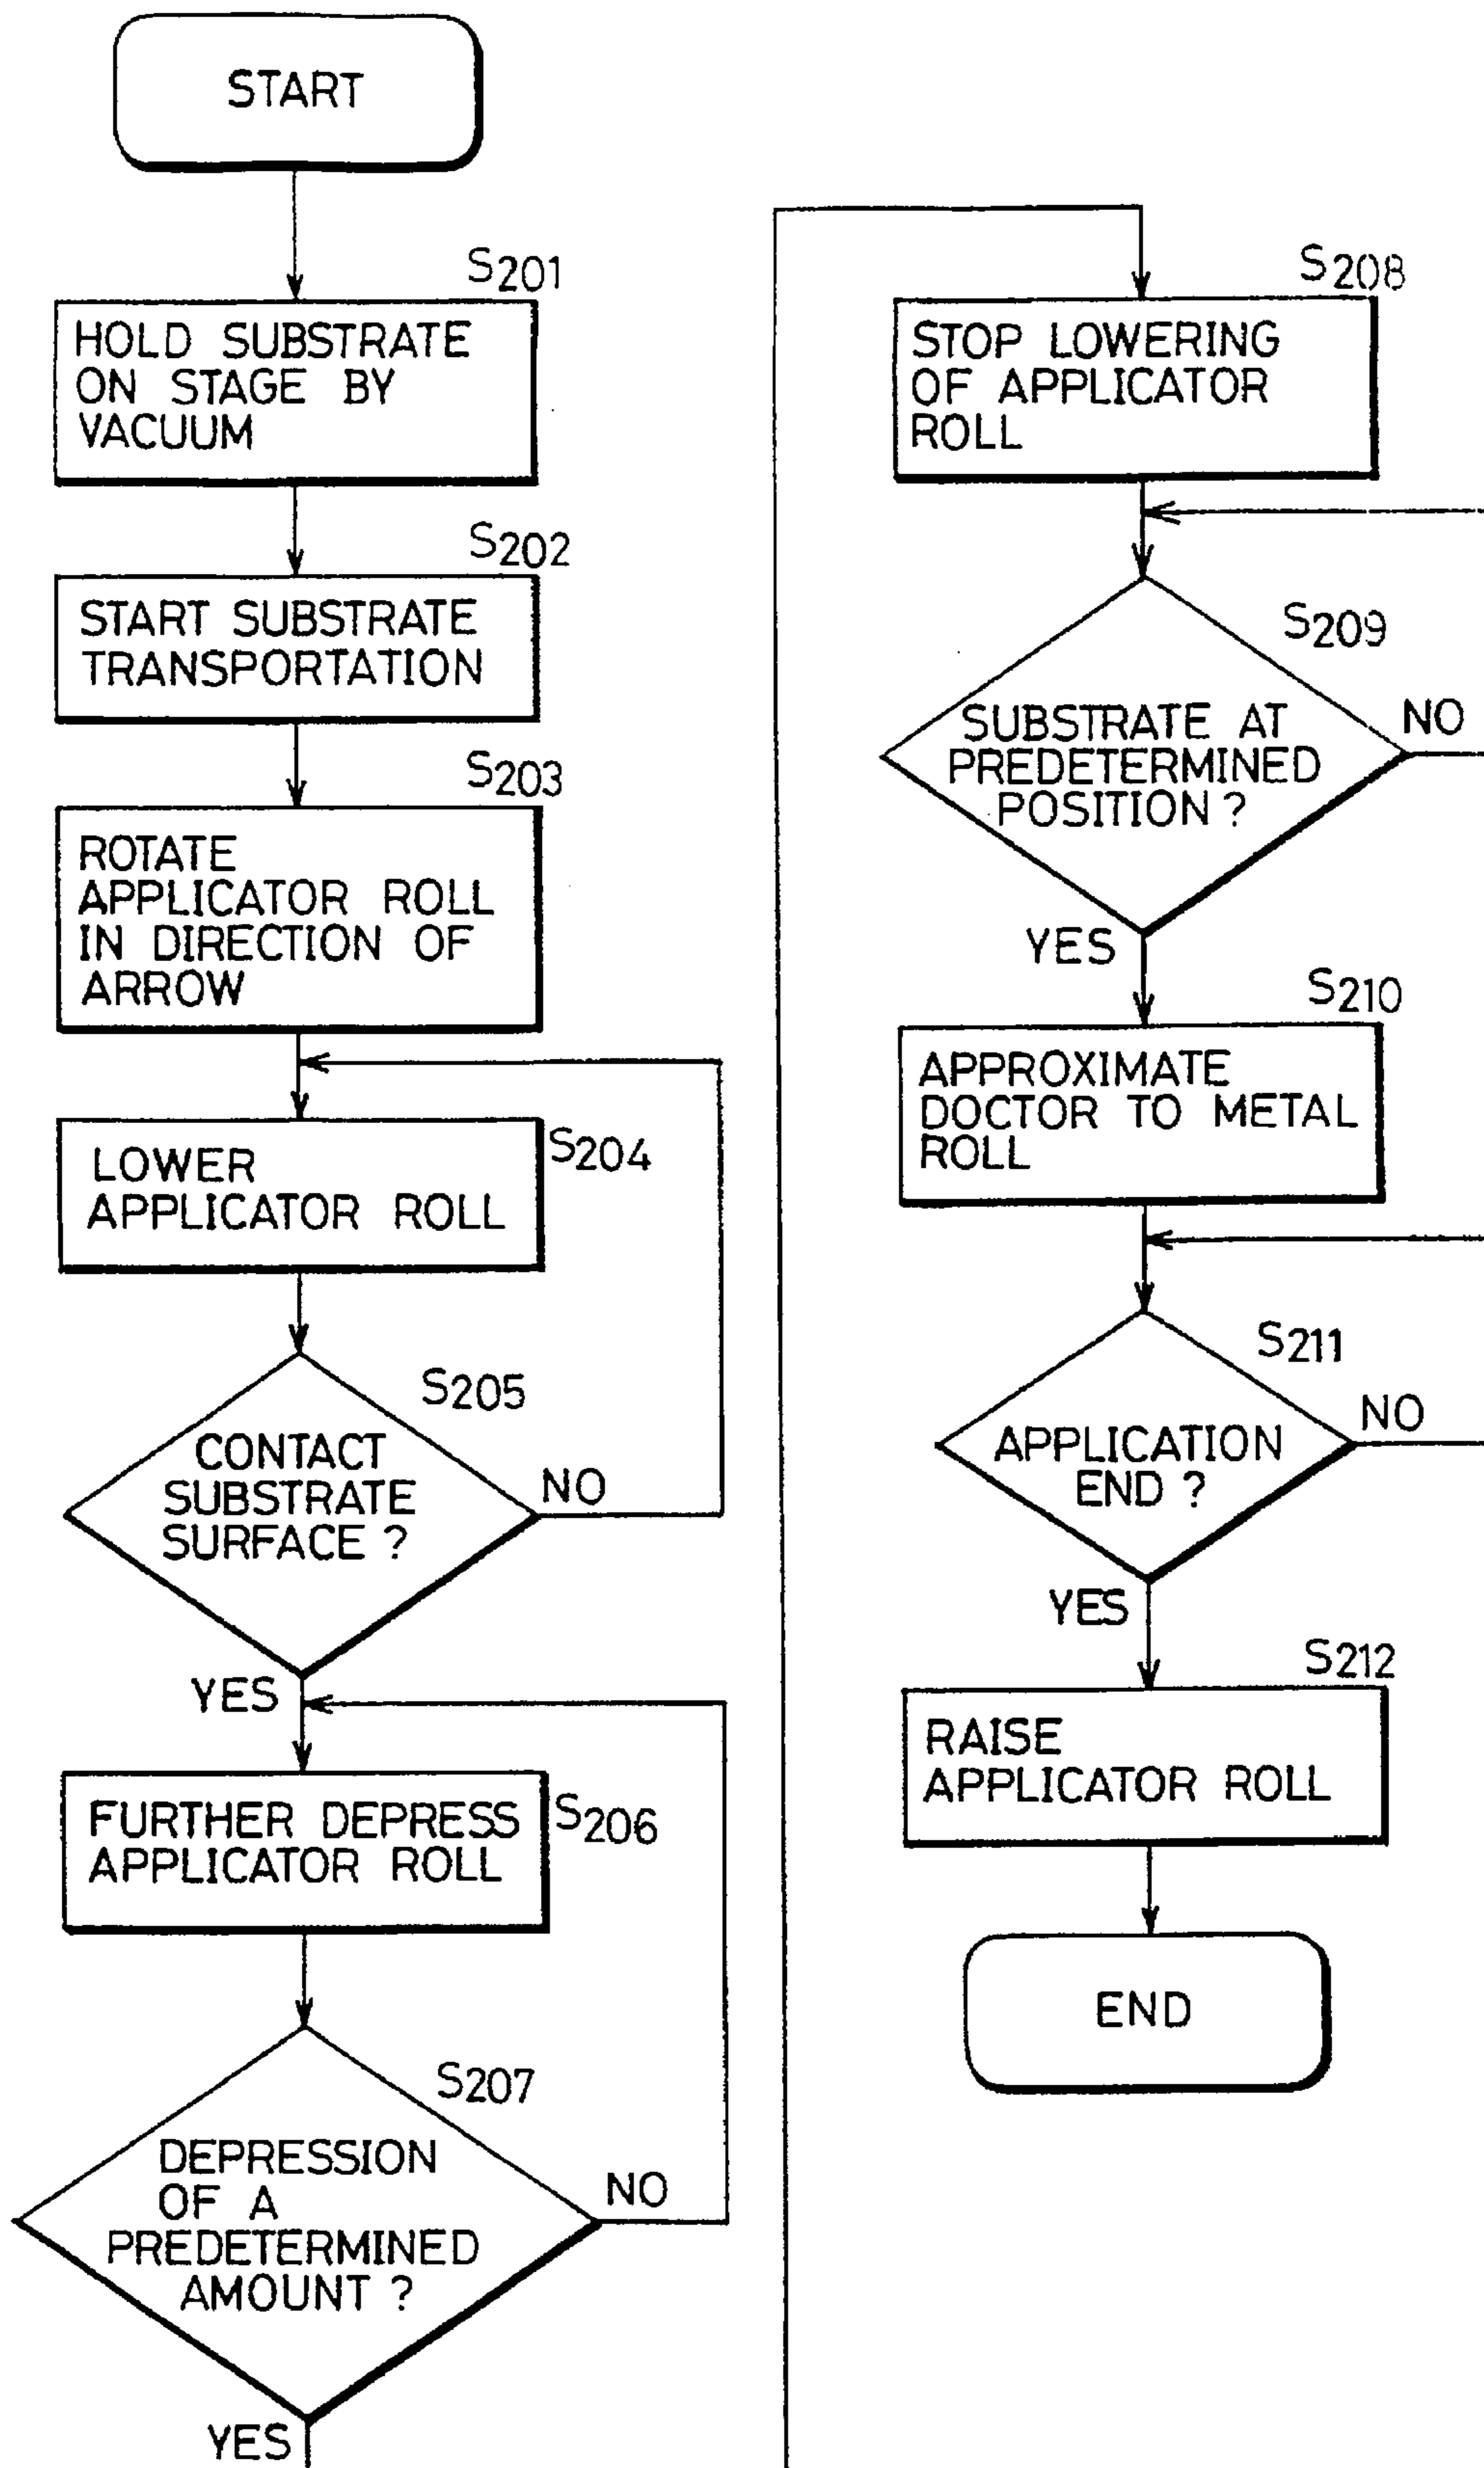 START
S201
HOLD SUBSTRATE
ON STAGE BY
VACUUM
S202
START SUBSTRATE
TRANSPORTATION
S203
ROTATE
APPLICATOR ROLL
IN DIRECTION OF
ARROW
S204
LOWER
APPLICATOR ROLL
S205
CONTACT
SUBSTRATE
SURFACE ?
NO
YES
S206
FURTHER DEPRESS
APPLICATOR ROLL
S207
DEPRESSION
OF A
PREDETERMINED
AMOUNT ?
NO
YES
S208
STOP LOWERING
OF APPLICATOR
ROLL
S209
SUBSTRATE AT
PREDETERMINED
POSITION ?
NO
YES
S210
APPROXIMATE
DOCTOR TO METAL
ROLL
S211
APPLICATION
END ?
NO
YES
S212
RAISE
APPLICATOR ROLL
END